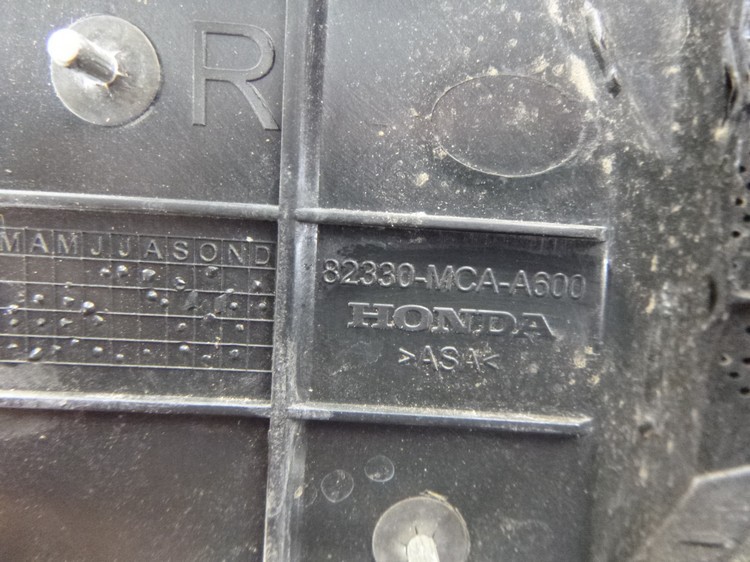 R
MAMJJASOND
82330-MCA-A600
HONDA
>ASA<